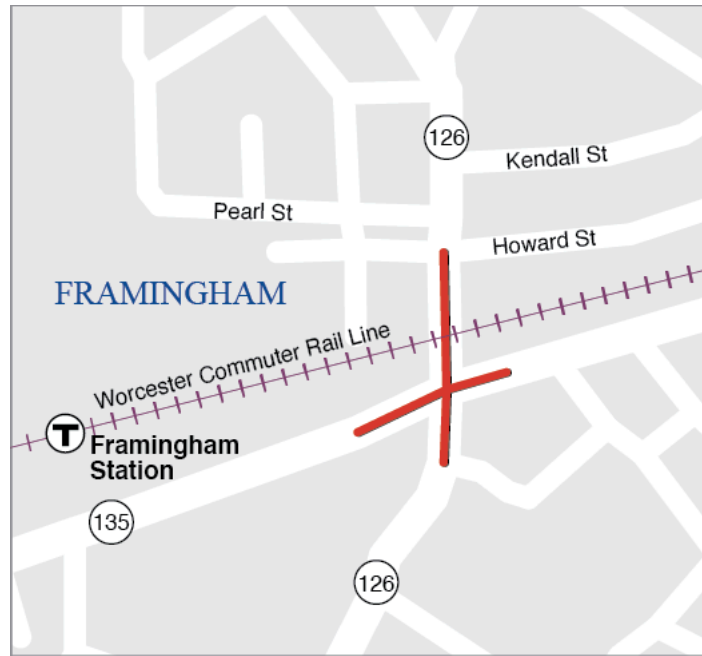 126
Kendall St
Pearl St
Howard St
FRAMINGHAM
Worcester Commuter Rail Line
T
Framingham
Station
135
126